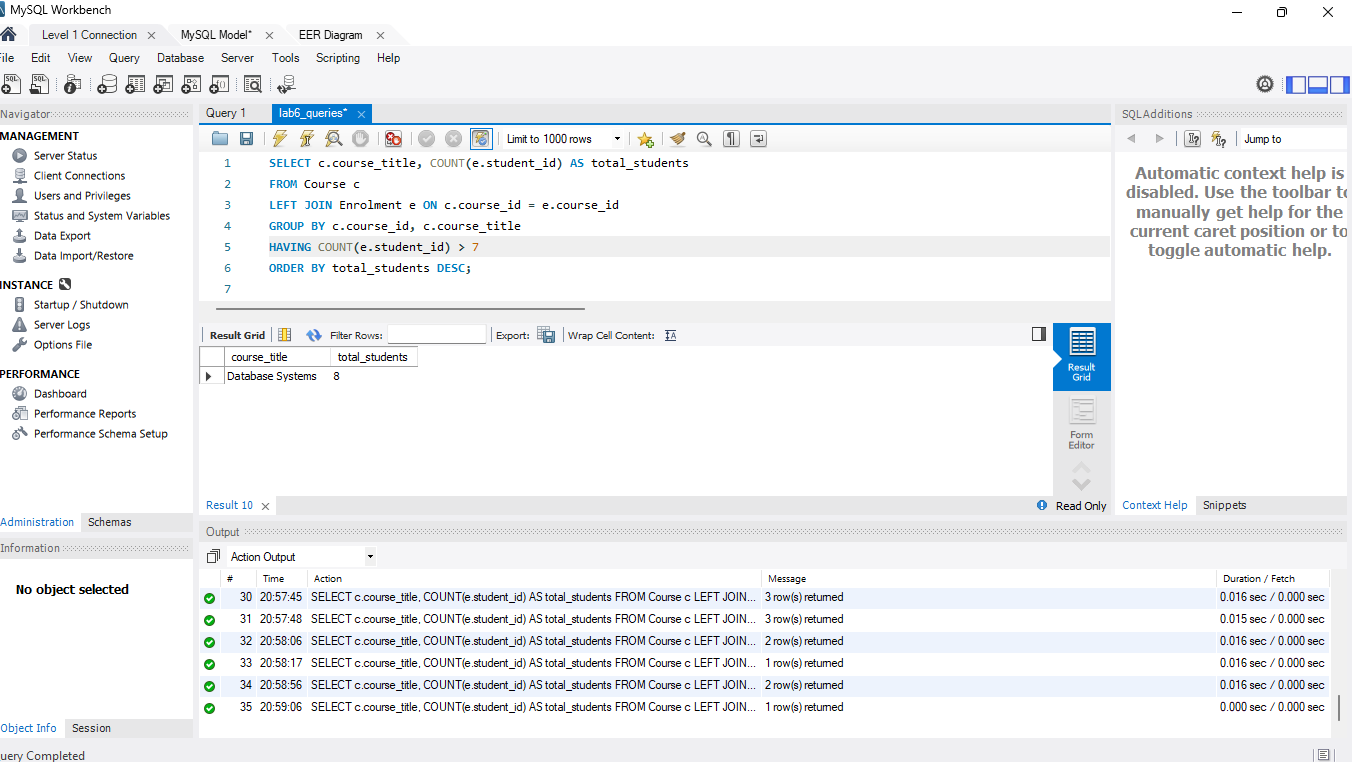 MySQL Workbench
Level 1 Connection
MySQL Model*
EER Diagram
File Edit View Query Database Server Tools Scripting Help
Navigator
MANAGEMENT
Server Status
Client Connections
Users and Privileges
Status and System Variables
Data Export
Data Import/Restore
INSTANCE
Startup / Shutdown
Server Logs
Options File
PERFORMANCE
Dashboard
Performance Reports
Performance Schema Setup
Administration Schemas
Information
No object selected
Object Info Session
Query 1 lab6_queries*
Limit to 1000 rows
1 SELECT c.course_title, COUNT(e.student_id) AS total_students
2 FROM Course c
3 LEFT JOIN Enrolment e ON c.course_id = e.course_id
4 GROUP BY c.course_id, c.course_title
5 HAVING COUNT(e.student_id) > 7
6 ORDER BY total_students DESC;
7
Result Grid Filter Rows: Export: Wrap Cell Content:
course_title total_students
Database Systems 8
Result
Grid
Form
Editor
Result 10 Read Only
SQLAdditions
Jump to
Automatic context help is
disabled. Use the toolbar to
manually get help for the
current caret position or to
toggle automatic help.
Context Help Snippets
Output
Action Output
# Time Action Message Duration / Fetch
30 20:57:45 SELECT c.course_title, COUNT(e.student_id) AS total_students FROM Course c LEFT JOIN... 3 row(s) returned 0.016 sec / 0.000 sec
31 20:57:48 SELECT c.course_title, COUNT(e.student_id) AS total_students FROM Course c LEFT JOIN... 3 row(s) returned 0.015 sec / 0.000 sec
32 20:58:06 SELECT c.course_title, COUNT(e.student_id) AS total_students FROM Course c LEFT JOIN... 2 row(s) returned 0.016 sec / 0.000 sec
33 20:58:17 SELECT c.course_title, COUNT(e.student_id) AS total_students FROM Course c LEFT JOIN... 1 row(s) returned 0.016 sec / 0.000 sec
34 20:58:56 SELECT c.course_title, COUNT(e.student_id) AS total_students FROM Course c LEFT JOIN... 2 row(s) returned 0.016 sec / 0.000 sec
35 20:59:06 SELECT c.course_title, COUNT(e.student_id) AS total_students FROM Course c LEFT JOIN... 1 row(s) returned 0.000 sec / 0.000 sec
uery Completed